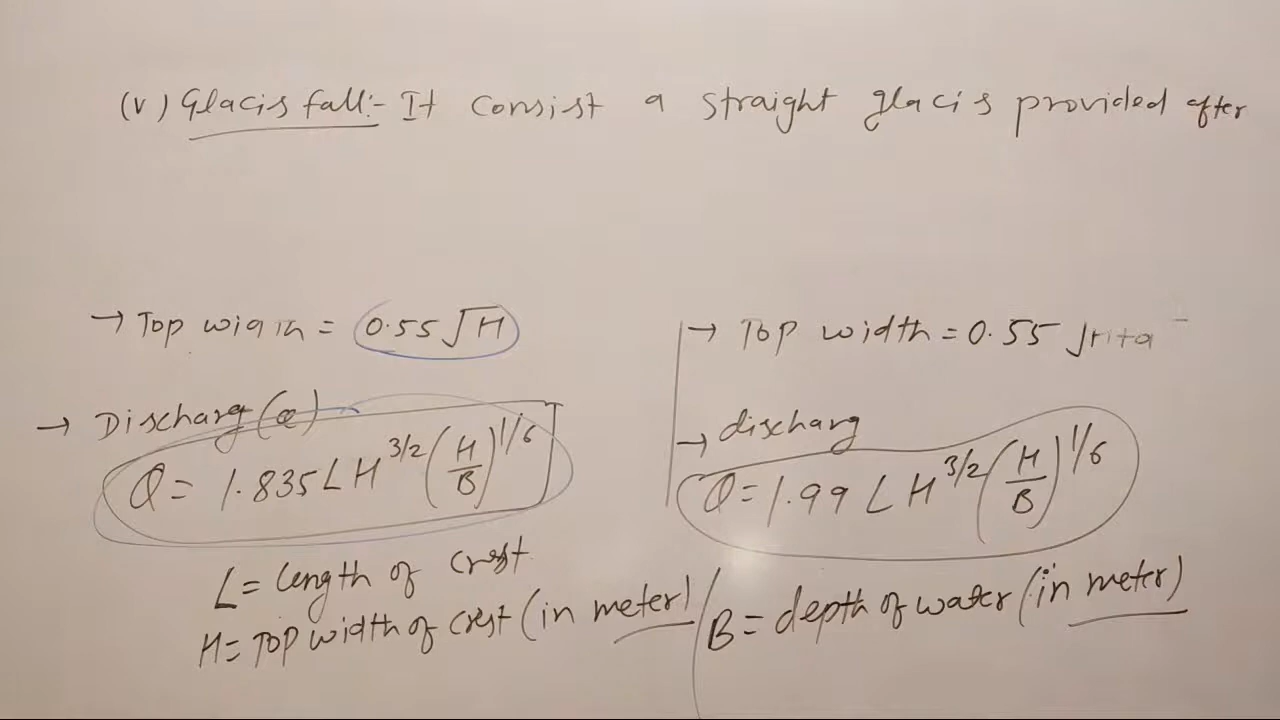 (V) Glacis fall:- It consist a straight glacis provided after
→ Top width = 0.55 √H
→ Discharg (Q)
Q = 1.835 L H^3/2 (H/B)^1/6
→ Top width = 0.55
→ discharg
Q = 1.99 L H^3/2 (H/B)^1/6
L = length of crest
H = Top width of crest (in meter)
B = depth of water (in meter)